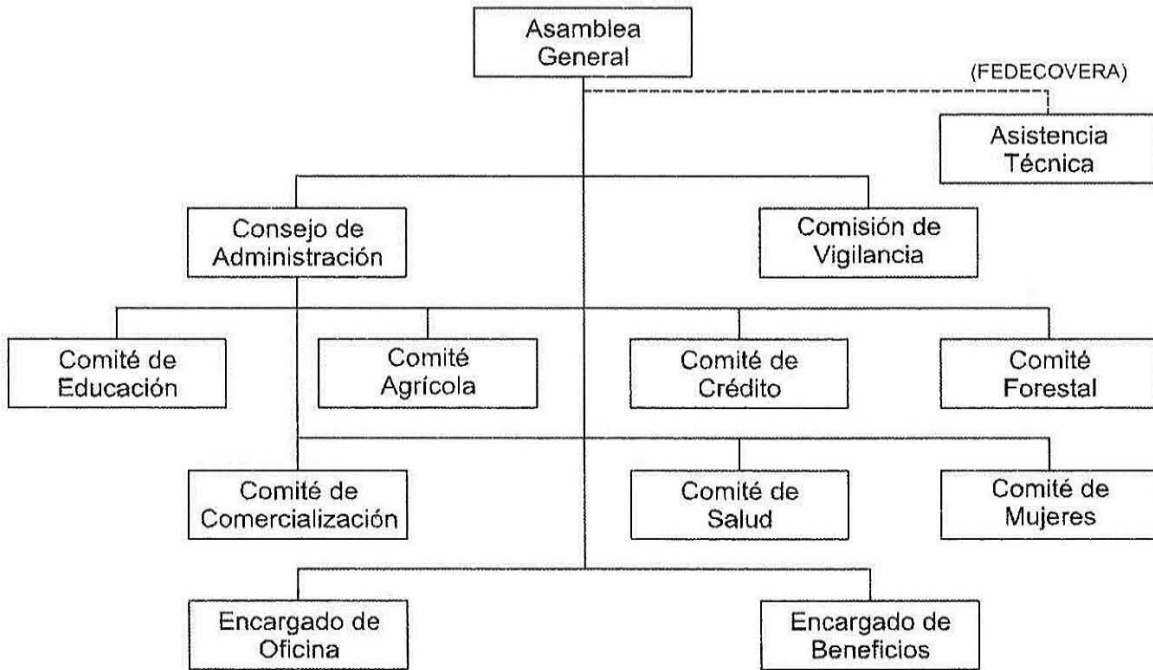 Asamblea
General
(FEDECOVERA)
Asistencia
Técnica
Consejo de
Administración
Comisión de
Vigilancia
Comité de
Educación
Comité
Agrícola
Comité de
Crédito
Comité
Forestal
Comité de
Comercialización
Comité de
Salud
Comité de
Mujeres
Encargado de
Oficina
Encargado de
Beneficios